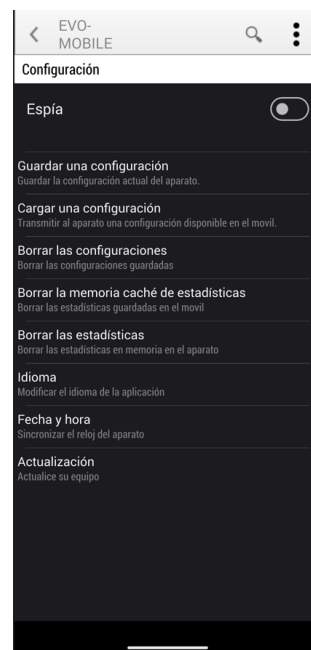 EVO-
MOBILE
Configuración
Espía
Guardar una configuración
Guardar la configuración actual del aparato.
Cargar una configuración
Transmitir al aparato una configuración disponible en el movil.
Borrar las configuraciones
Borrar las configuraciones guardadas
Borrar la memoria caché de estadísticas
Borrar las estadísticas guardadas en el movil
Borrar las estadísticas
Borrar las estadísticas en memoria en el aparato
Idioma
Modificar el idioma de la aplicación
Fecha y hora
Sincronizar el reloj del aparato
Actualización
Actualice su equipo